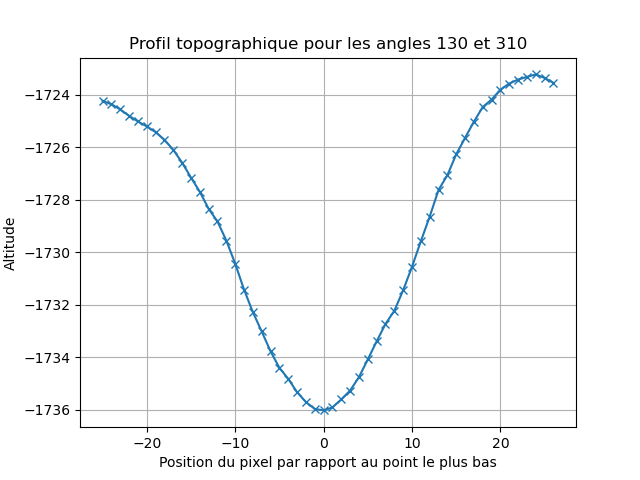 Profil topographique pour les angles 130 et 310
Altitude
−1724
−1726
−1728
−1730
−1732
−1734
−1736
−20 −10 0 10 20
Position du pixel par rapport au point le plus bas